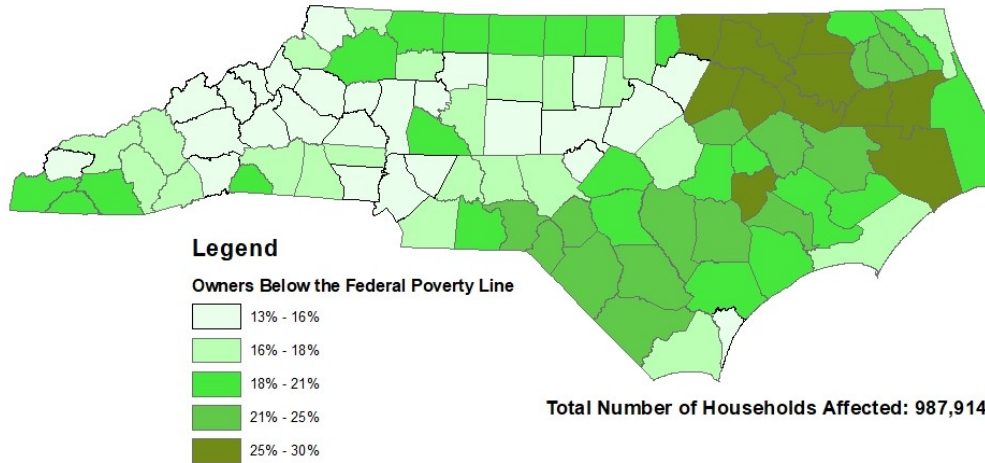 Legend
Owners Below the Federal Poverty Line
13% - 16%
16% - 18%
18% - 21%
21% - 25%
25% - 30%
Total Number of Households Affected: 987,914